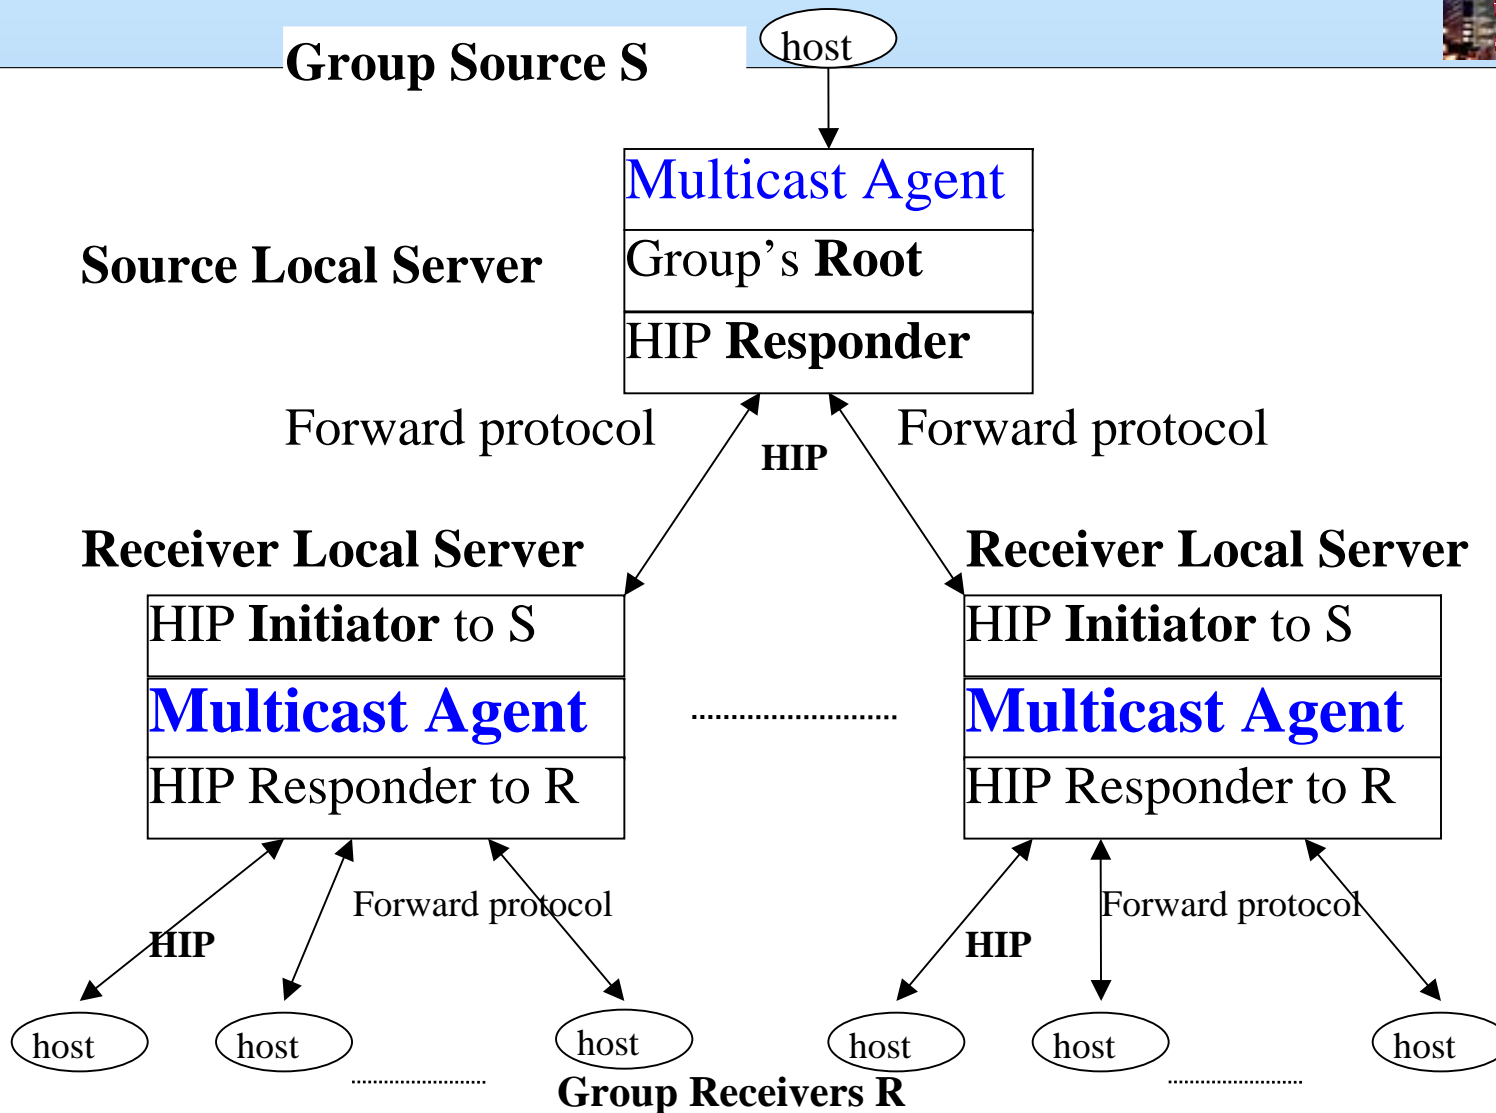 host
Group Source S
Multicast Agent
Source Local Server
Group's Root
HIP Responder
Forward protocol
Forward protocol
HIP
Receiver Local Server
Receiver Local Server
HIP Initiator to S
HIP Initiator to S
Multicast Agent
Multicast Agent
HIP Responder to R
HIP Responder to R
Forward protocol
Forward protocol
HIP
HIP
host
host
host
host
host
host
Group Receivers R